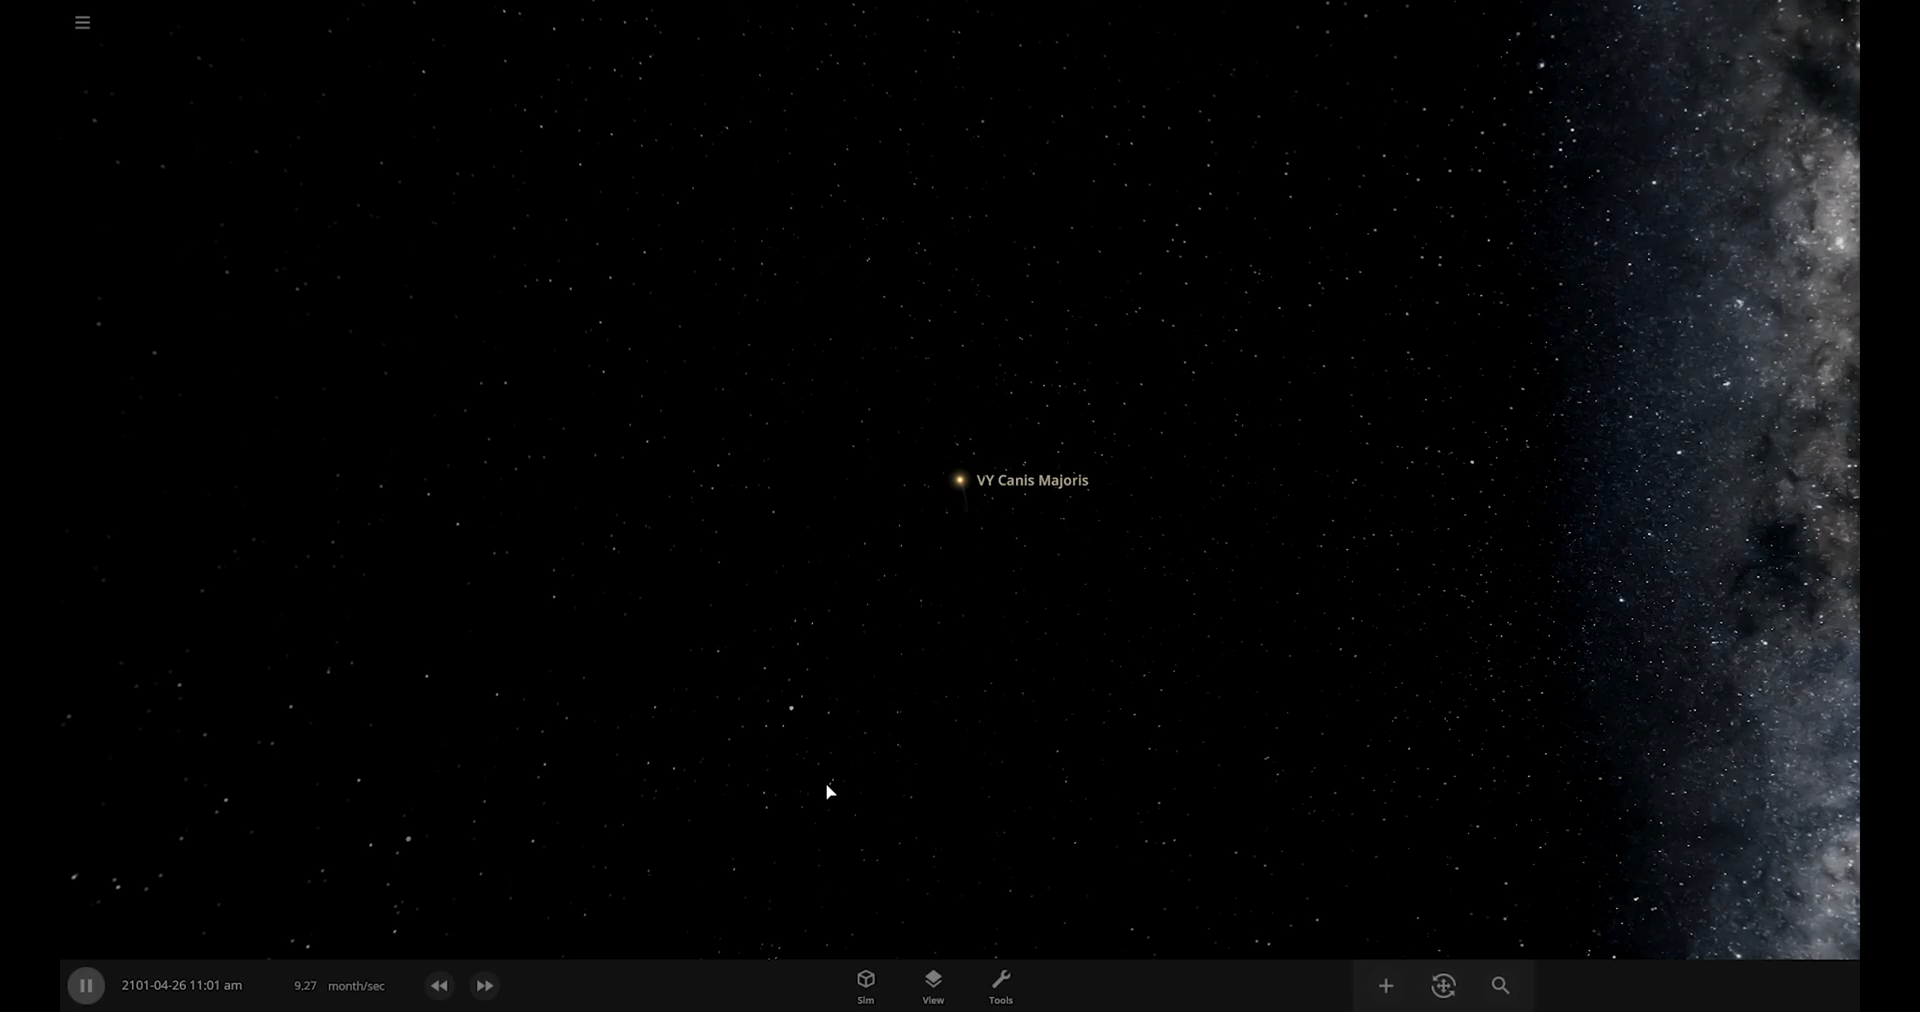 VY Canis Majoris
2101-04-26 11:01 am 9.27 month/sec
Sim View Tools